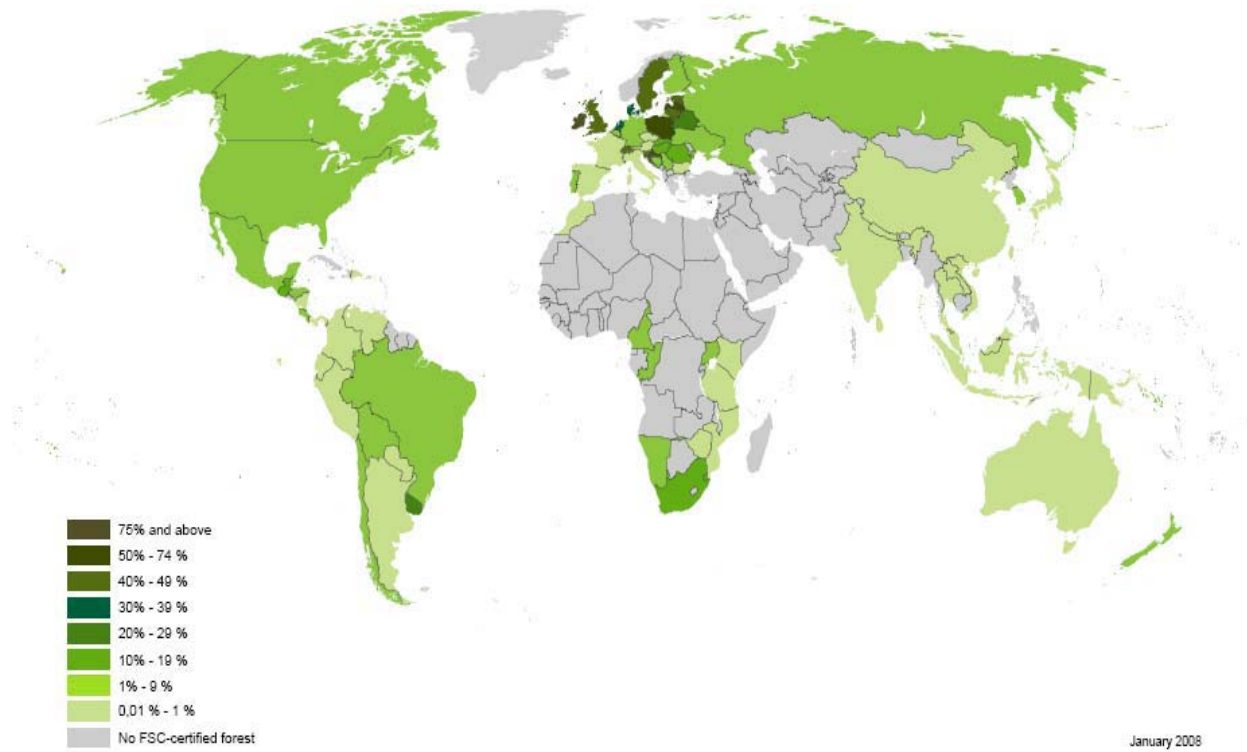 75% and above
50% - 74 %
40% - 49 %
30% - 39 %
20% - 29 %
10% - 19 %
1% - 9 %
0,01 % - 1 %
No FSC-certified forest
January 2008